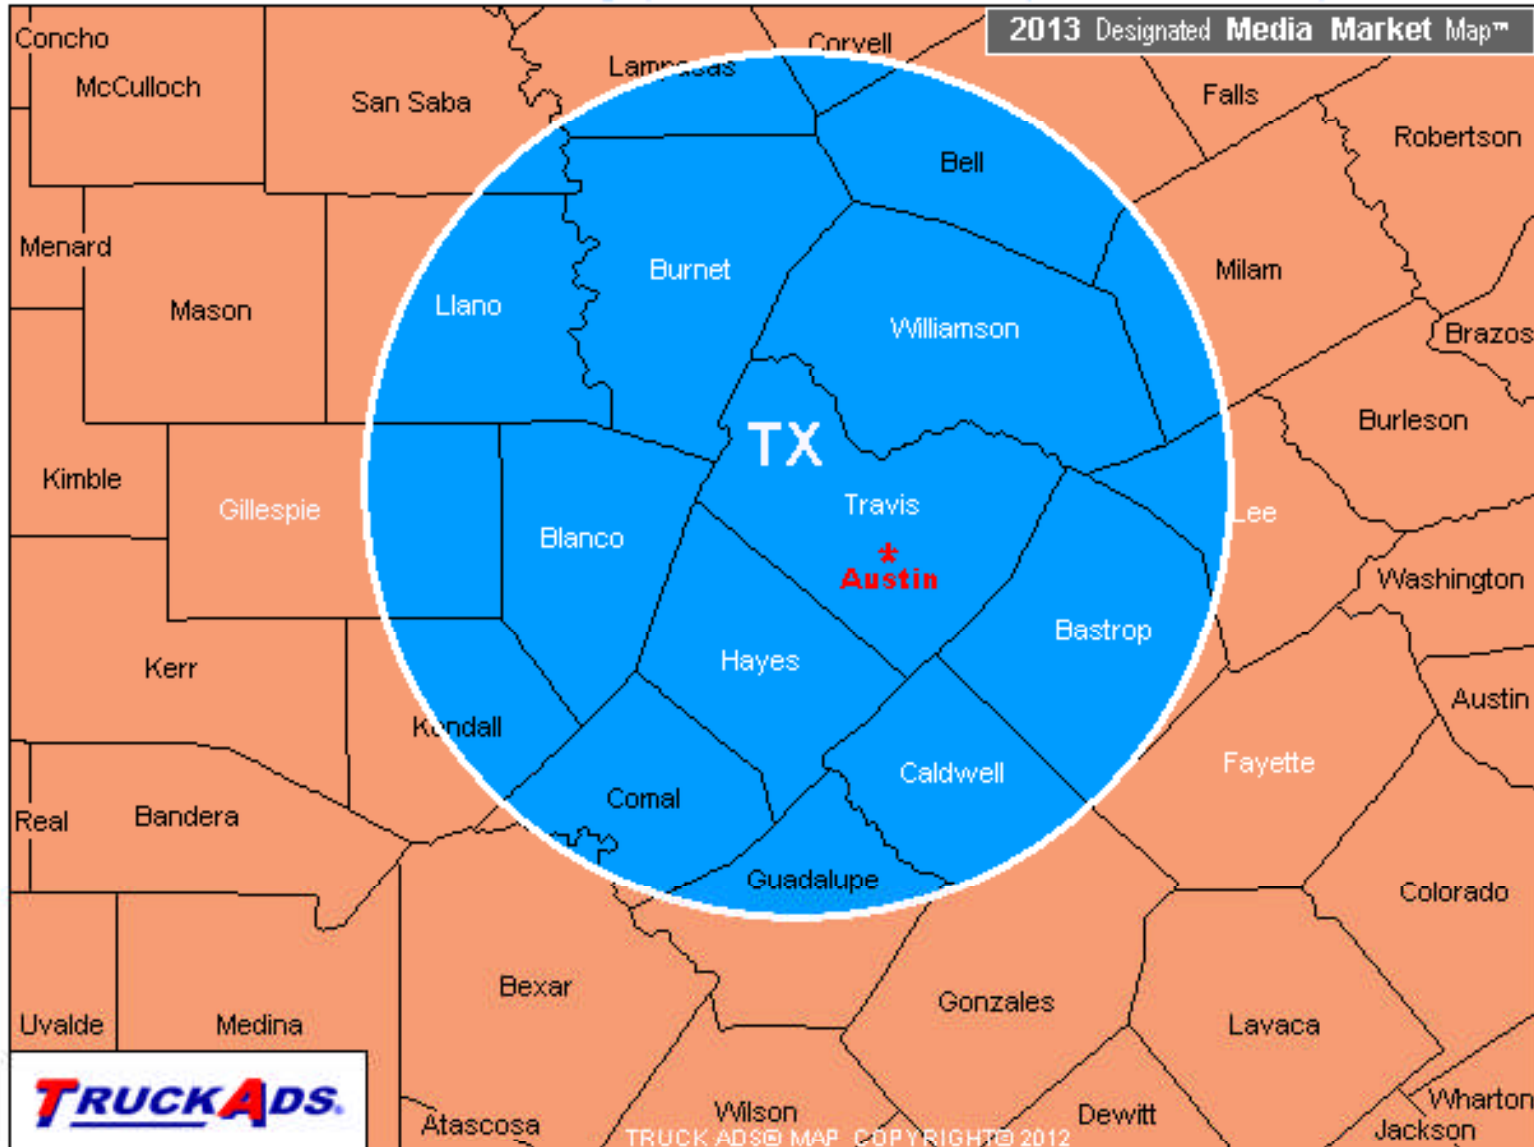 2013 Designated Media Market Map™
Concho
Coryell
Lampasas
McCulloch
San Saba
Falls
Robertson
Bell
Menard
Burnet
Milam
Mason
Llano
Williamson
Brazos
Burleson
TX
Kimble
Gillespie
Travis
Lee
Blanco
Austin
Washington
Bastrop
Hayes
Kerr
Austin
Kendall
Fayette
Caldwell
Comal
Real
Bandera
Guadalupe
Colorado
Bexar
Gonzales
Uvalde
Medina
Lavaca
TRUCKADS.
Wilson
Dewitt
Wharton
Atascosa
Jackson
TRUCK ADS® MAP COPYRIGHT© 2012